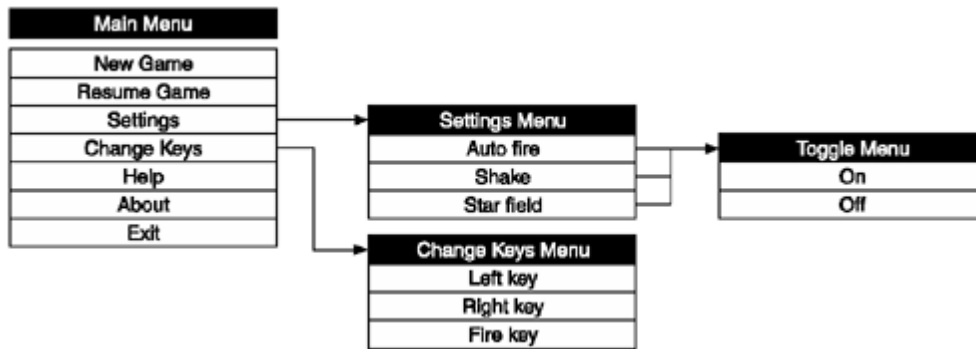 Main Menu
New Game
Resume Game
Settings
Change Keys
Help
About
Exit
Settings Menu
Auto fire
Shake
Star field
Change Keys Menu
Left key
Right key
Fire key
Toggle Menu
On
Off